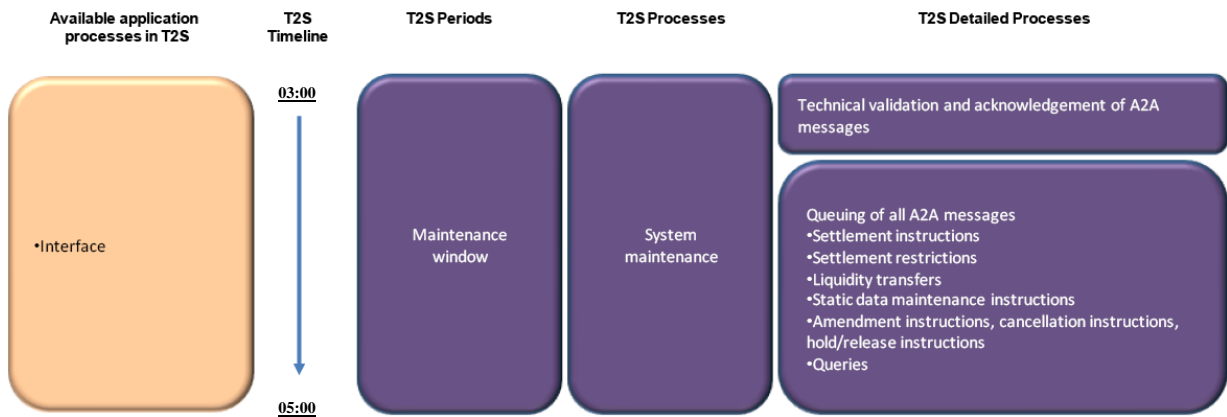 Available application
processes in T2S
T2S
Timeline
T2S Periods
T2S Processes
T2S Detailed Processes
03:00
05:00
•Interface
Maintenance
window
System
maintenance
Technical validation and acknowledgement of A2A
messages
Queuing of all A2A messages
•Settlement instructions
•Settlement restrictions
•Liquidity transfers
•Static data maintenance instructions
•Amendment instructions, cancellation instructions,
hold/release instructions
•Queries